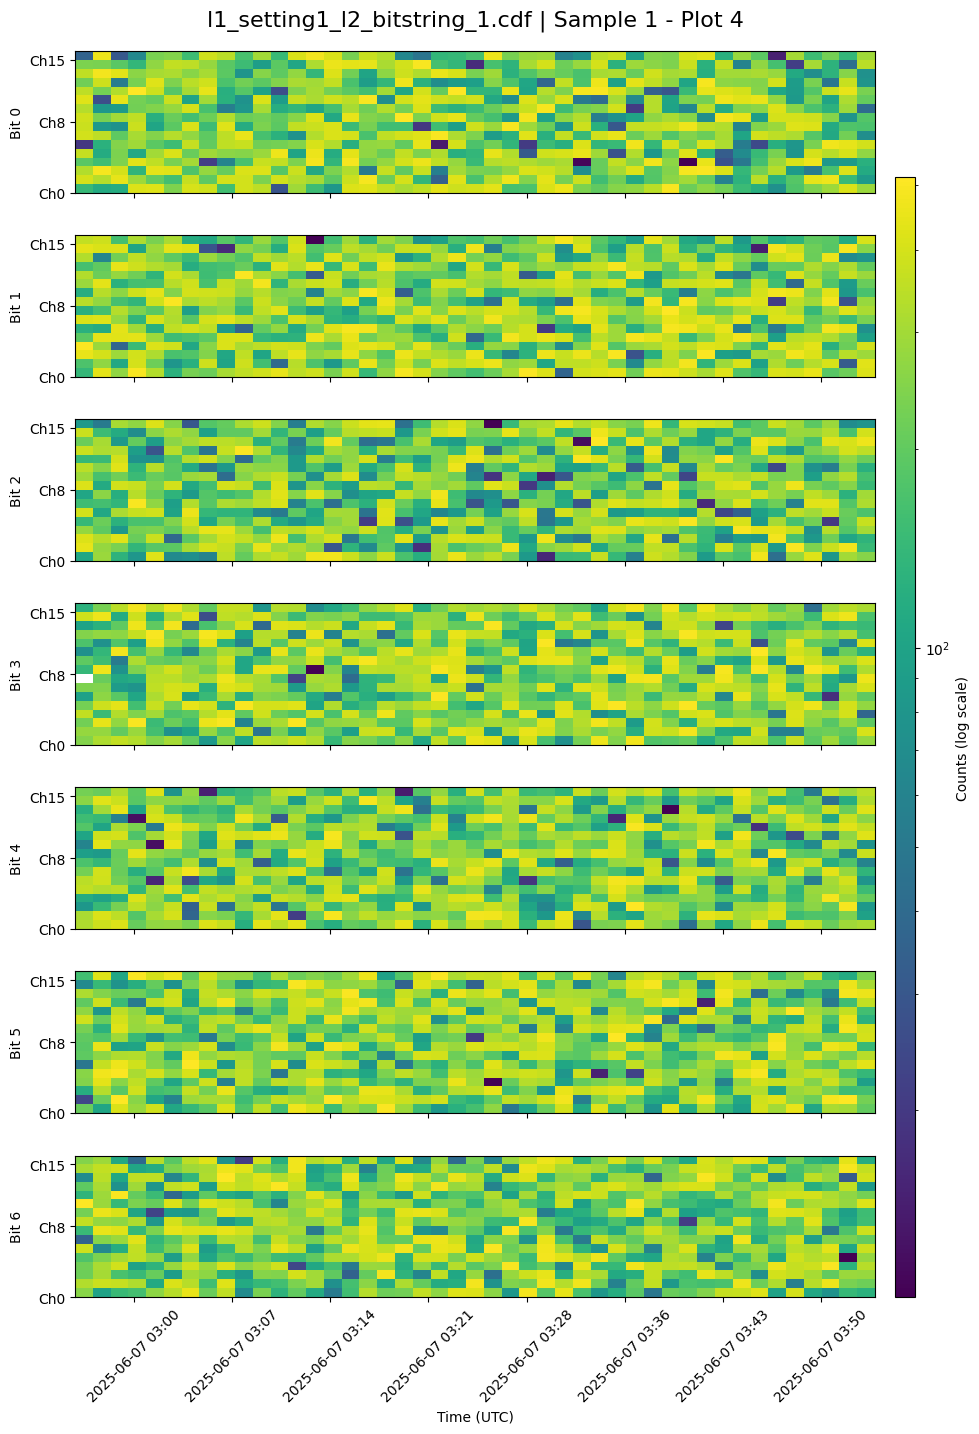 l1_setting1_l2_bitstring_1.cdf | Sample 1 - Plot 4
Bit 0
Ch15
Ch8
Ch0
Bit 1
Ch15
Ch8
Ch0
Bit 2
Ch15
Ch8
Ch0
Bit 3
Ch15
Ch8
Ch0
Bit 4
Ch15
Ch8
Ch0
Bit 5
Ch15
Ch8
Ch0
Bit 6
Ch15
Ch8
Ch0
2025-06-07 03:00
2025-06-07 03:07
2025-06-07 03:14
2025-06-07 03:21
2025-06-07 03:28
2025-06-07 03:36
2025-06-07 03:43
2025-06-07 03:50
Time (UTC)
10²
Counts (log scale)